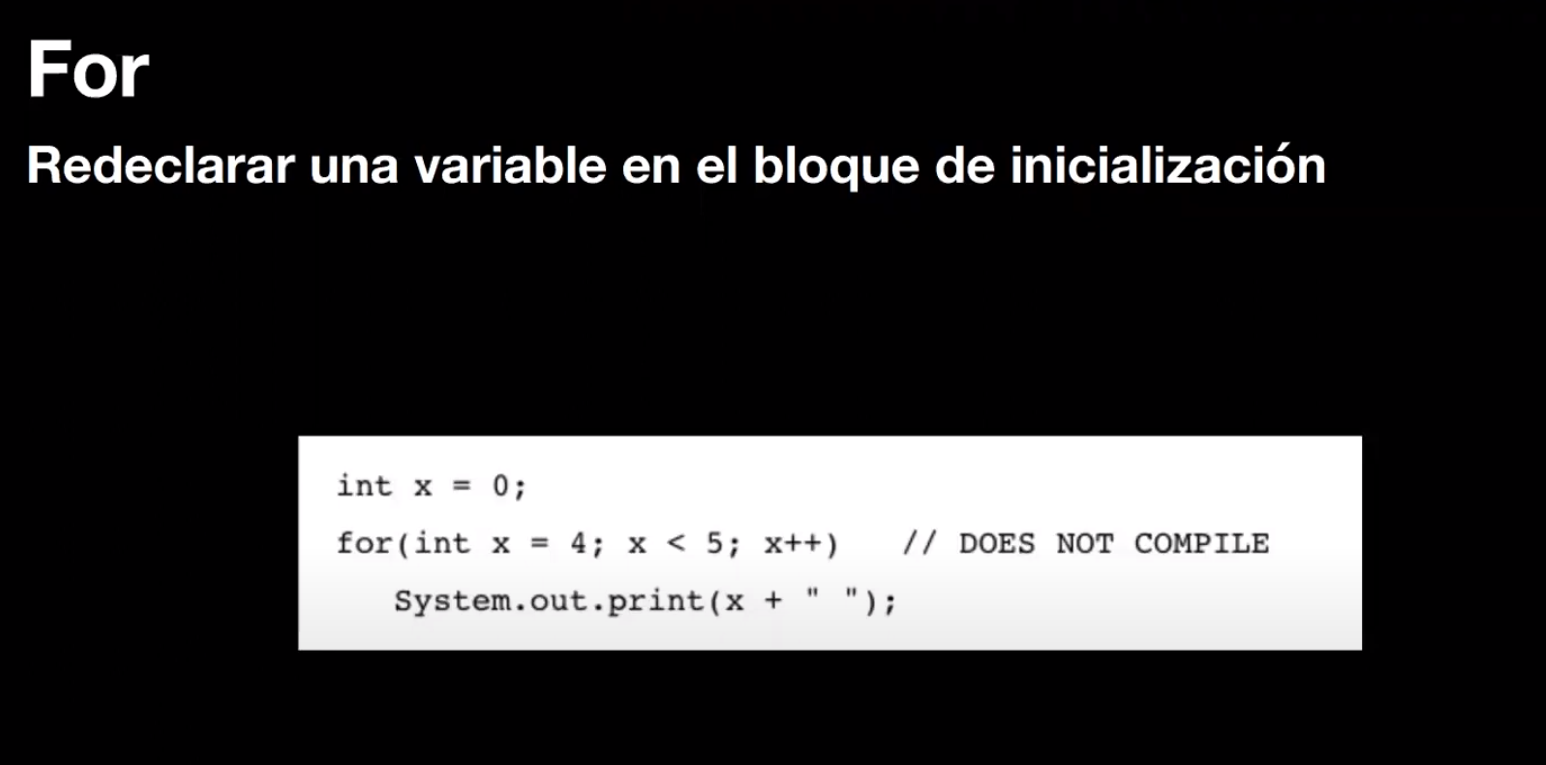 For
Redeclarar una variable en el bloque de inicialización
int x = 0;
for(int x = 4; x < 5; x++)   // DOES NOT COMPILE
   System.out.print(x + " ");